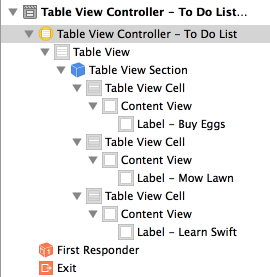 Table View Controller – To Do List...
Table View Controller – To Do List
Table View
Table View Section
Table View Cell
Content View
Label – Buy Eggs
Table View Cell
Content View
Label – Mow Lawn
Table View Cell
Content View
Label – Learn Swift
First Responder
Exit